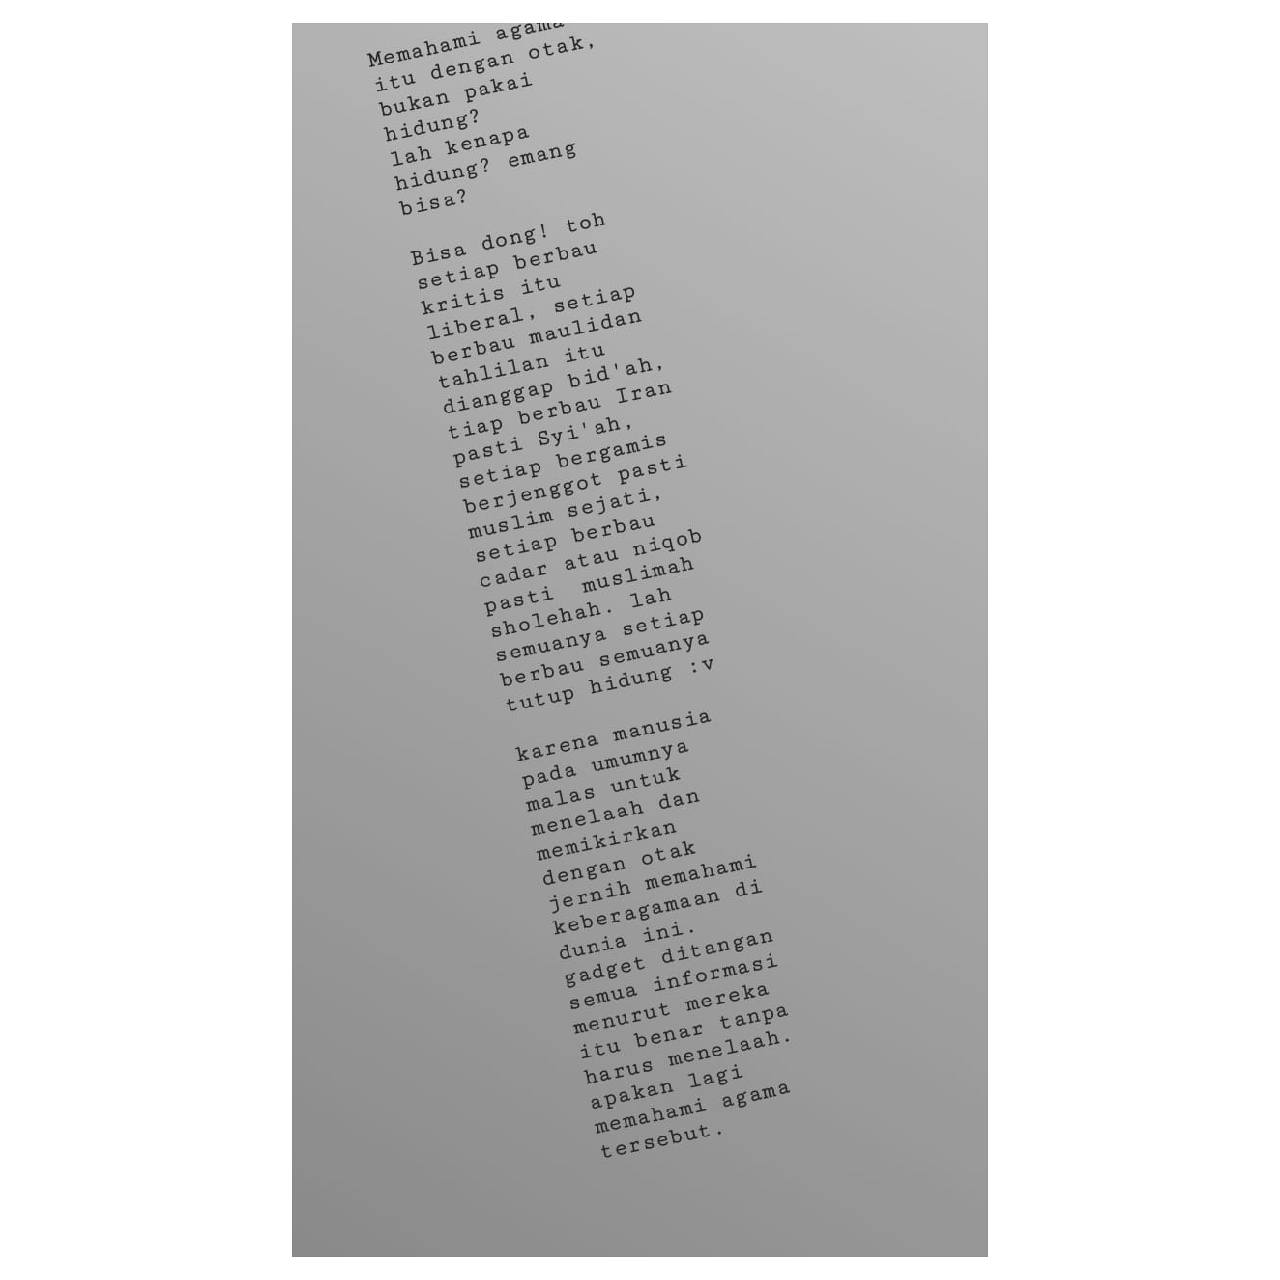 Memahami agama
itu dengan otak,
bukan pakai
hidung?
lah kenapa
hidung? emang
bisa?
Bisa dong! toh
setiap berbau
kritis itu
liberal, setiap
berbau maulidan
tahlilan itu
dianggap bid'ah,
tiap berbau Iran
pasti Syi'ah,
setiap bergamis
berjenggot pasti
muslim sejati,
setiap berbau
cadar atau niqob
pasti  muslimah
sholehah. lah
semuanya setiap
berbau semuanya
tutup hidung :v
karena manusia
pada umumnya
malas untuk
menelaah dan
memikirkan
dengan otak
jernih memahami
keberagamaan di
dunia ini.
gadget ditangan
semua informasi
menurut mereka
itu benar tanpa
harus menelaah.
apakan lagi
memahami agama
tersebut.